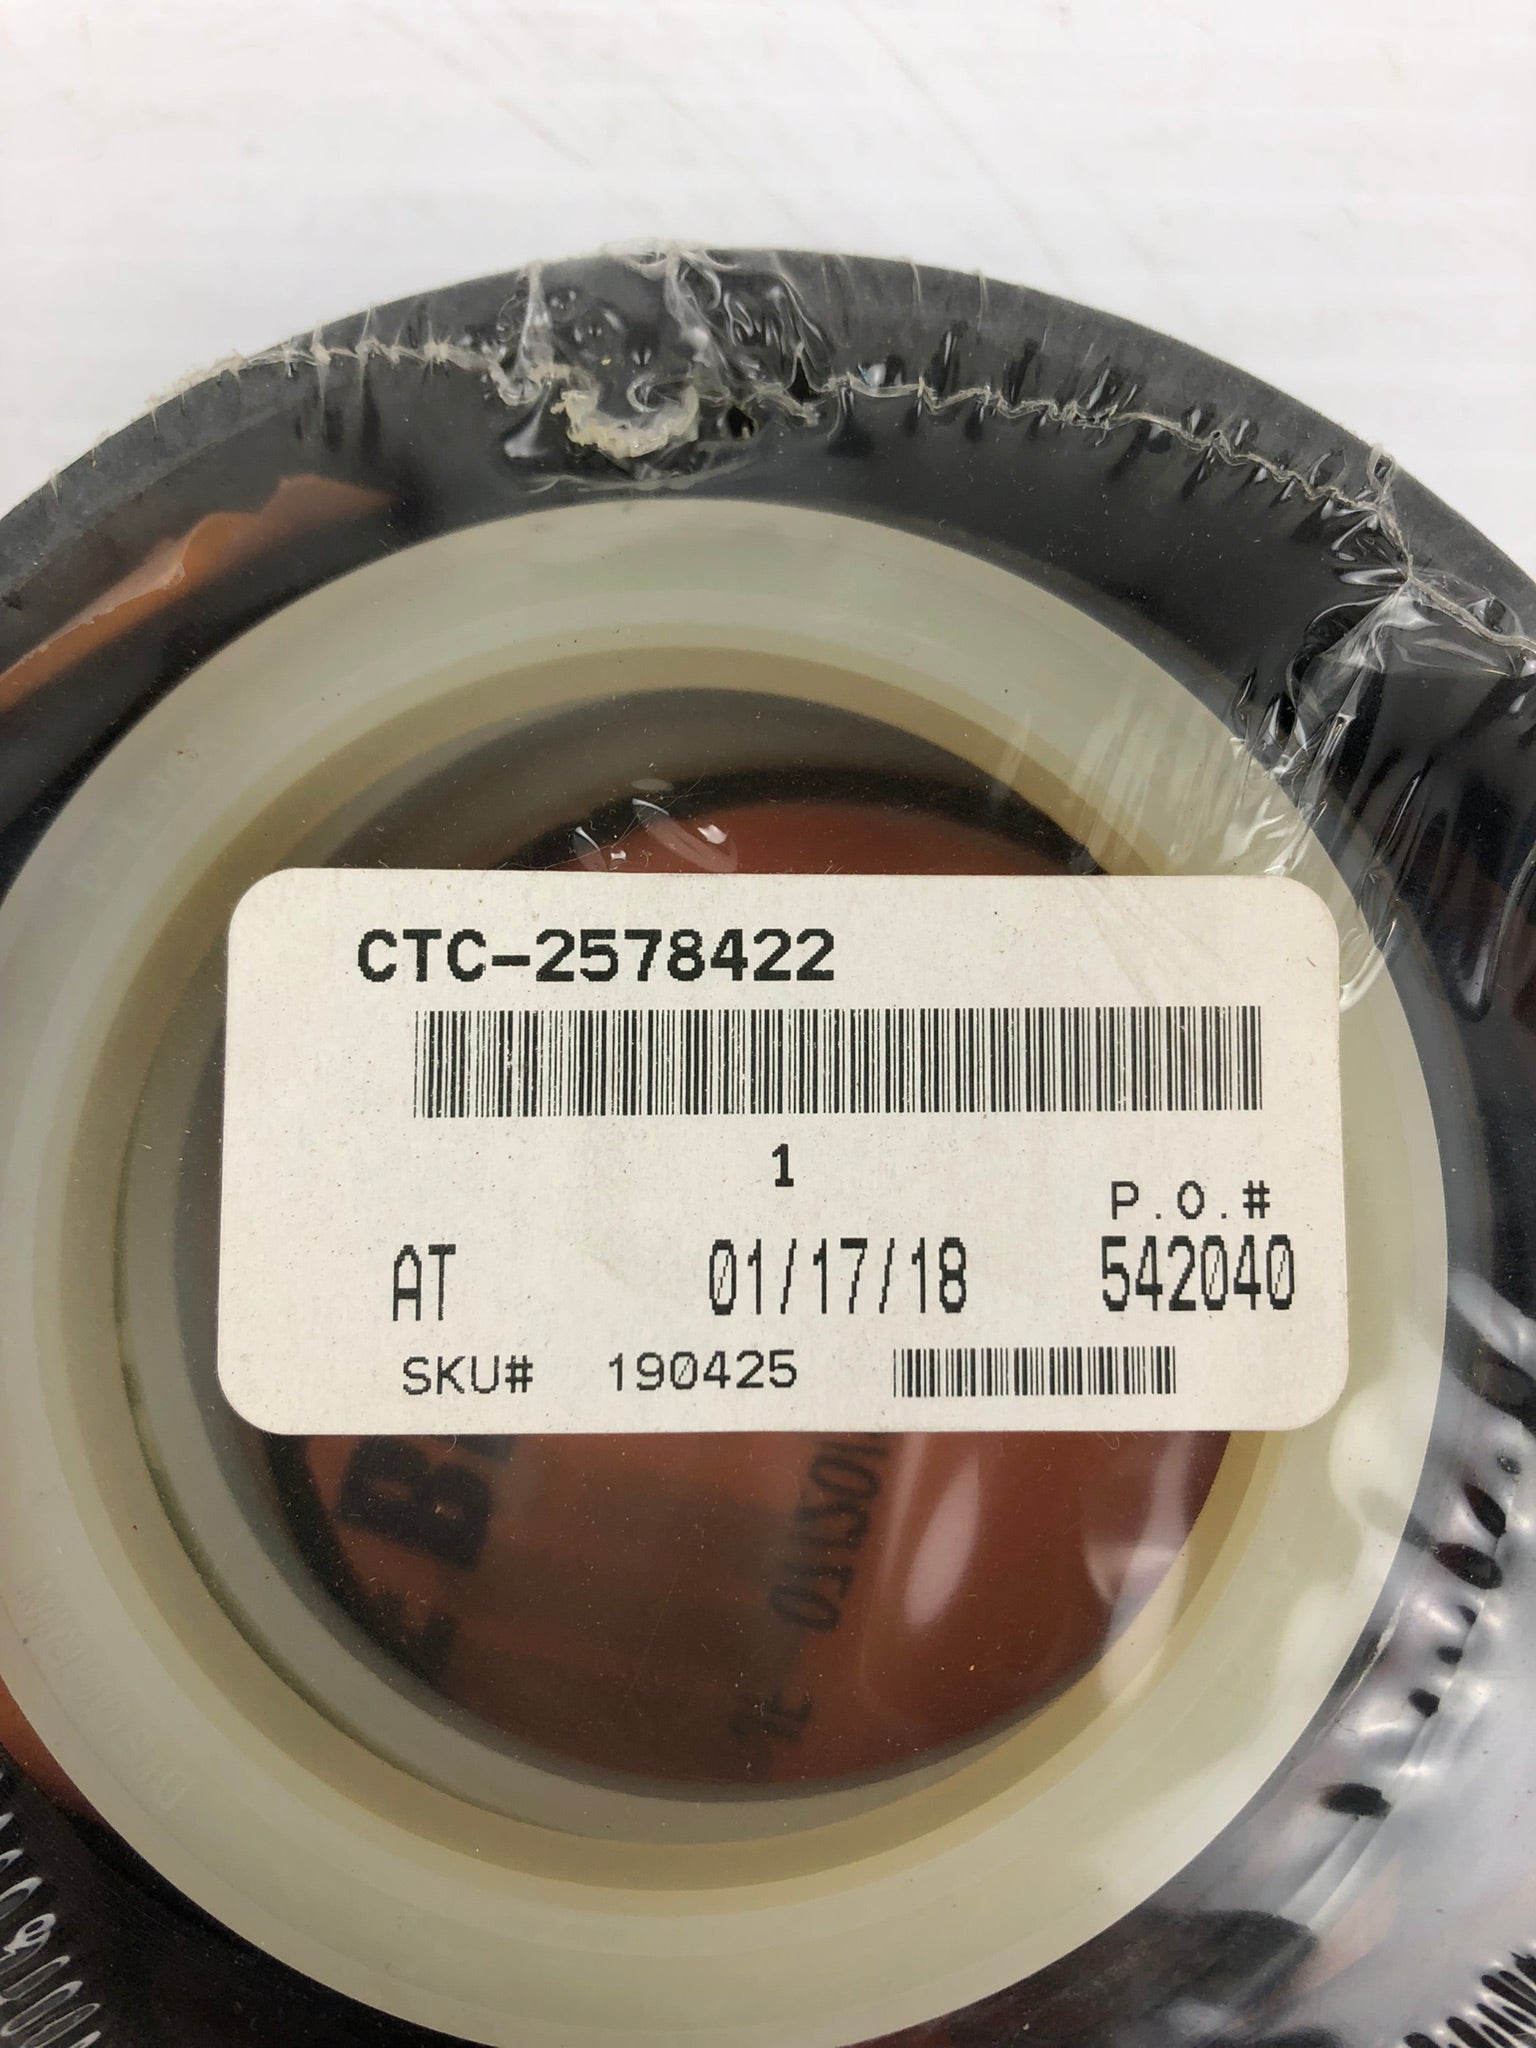 CTC-2578422
1
P.O.#
AT 01/17/18 542040
SKU# 190425